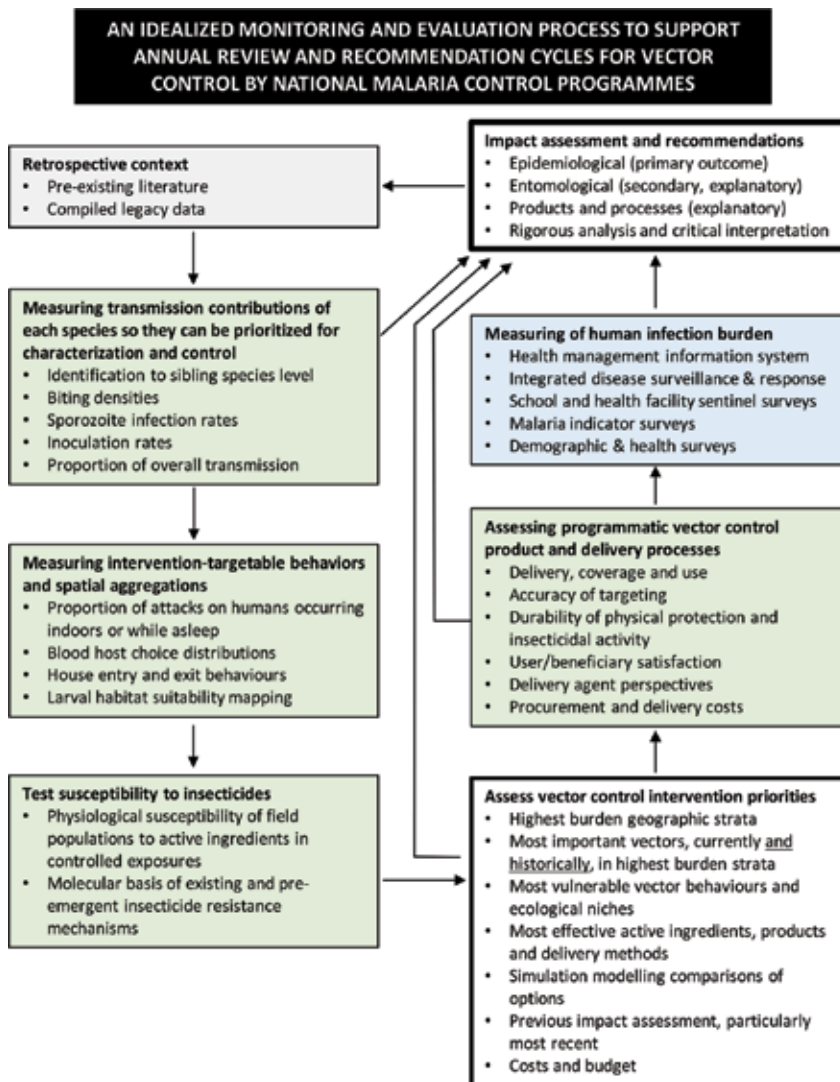 AN IDEALIZED MONITORING AND EVALUATION PROCESS TO SUPPORT
ANNUAL REVIEW AND RECOMMENDATION CYCLES FOR VECTOR
CONTROL BY NATIONAL MALARIA CONTROL PROGRAMMES
Retrospective context
• Pre-existing literature
• Compiled legacy data
Measuring transmission contributions of
each species so they can be prioritized for
characterization and control
• Identification to sibling species level
• Biting densities
• Sporozoite infection rates
• Inoculation rates
• Proportion of overall transmission
Measuring intervention-targetable behaviors
and spatial aggregations
• Proportion of attacks on humans occurring
indoors or while asleep
• Blood host choice distributions
• House entry and exit behaviours
• Larval habitat suitability mapping
Test susceptibility to insecticides
• Physiological susceptibility of field
populations to active ingredients in
controlled exposures
• Molecular basis of existing and pre-
emergent insecticide resistance
mechanisms
Impact assessment and recommendations
• Epidemiological (primary outcome)
• Entomological (secondary, explanatory)
• Products and processes (explanatory)
• Rigorous analysis and critical interpretation
Measuring of human infection burden
• Health management information system
• Integrated disease surveillance & response
• School and health facility sentinel surveys
• Malaria indicator surveys
• Demographic & health surveys
Assessing programmatic vector control
product and delivery processes
• Delivery, coverage and use
• Accuracy of targeting
• Durability of physical protection and
insecticidal activity
• User/beneficiary satisfaction
• Delivery agent perspectives
• Procurement and delivery costs
Assess vector control intervention priorities
• Highest burden geographic strata
• Most important vectors, currently and
historically, in highest burden strata
• Most vulnerable vector behaviours and
ecological niches
• Most effective active ingredients, products
and delivery methods
• Simulation modelling comparisons of
options
• Previous impact assessment, particularly
most recent
• Costs and budget